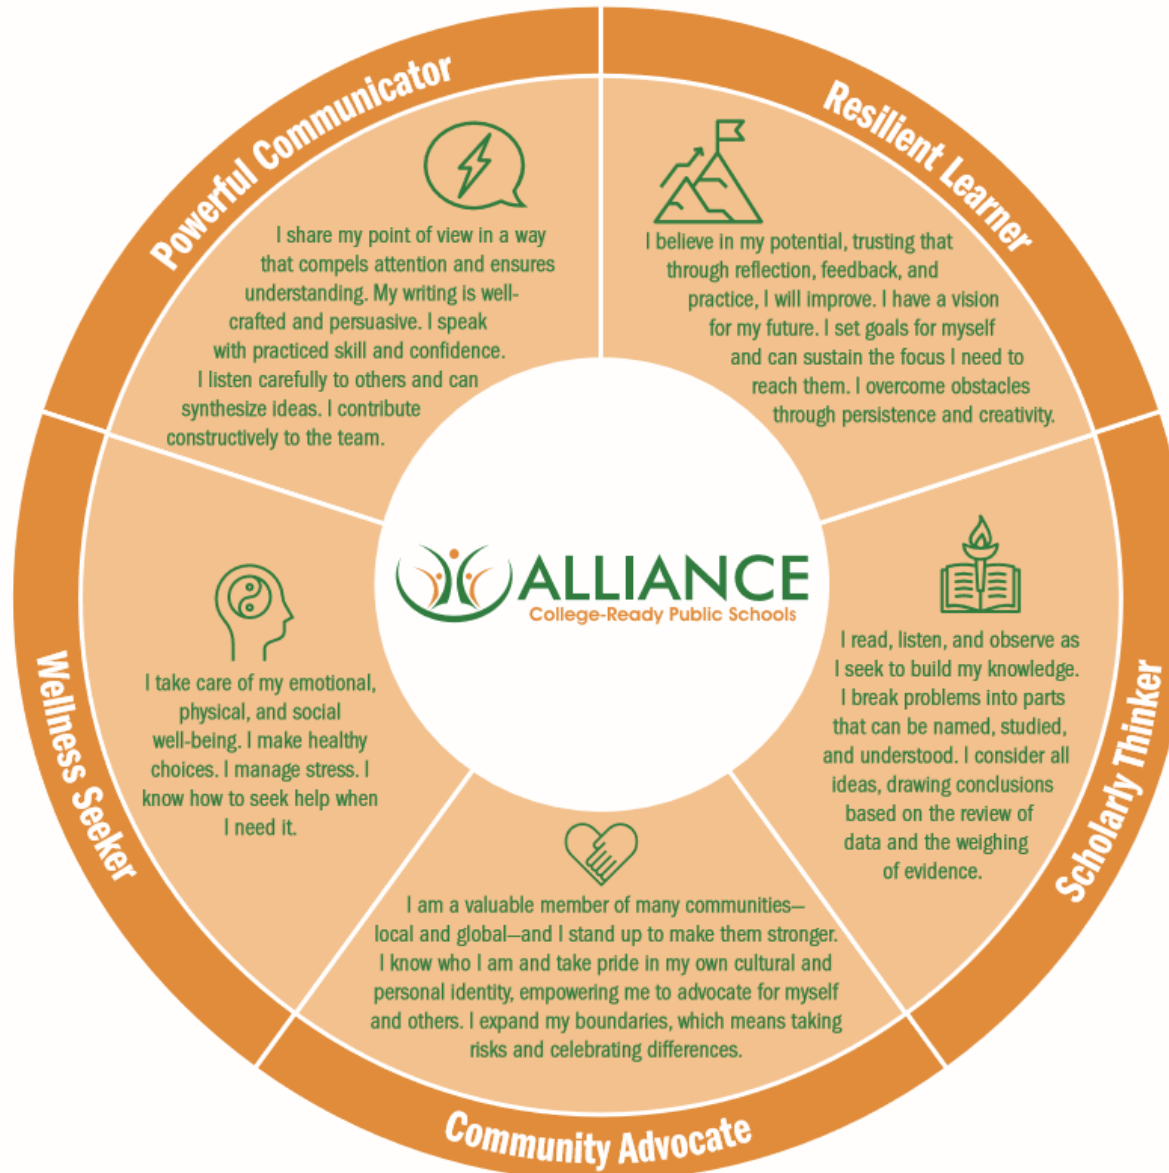 Powerful Communicator
I share my point of view in a way
that compels attention and ensures
understanding. My writing is well-
crafted and persuasive. I speak
with practiced skill and confidence.
I listen carefully to others and can
synthesize ideas. I contribute
constructively to the team.
Resilient Learner
I believe in my potential, trusting that
through reflection, feedback, and
practice, I will improve. I have a vision
for my future. I set goals for myself
and can sustain the focus I need to
reach them. I overcome obstacles
through persistence and creativity.
ALLIANCE
College-Ready Public Schools
Scholarly Thinker
I read, listen, and observe as
I seek to build my knowledge.
I break problems into parts
that can be named, studied,
and understood. I consider all
ideas, drawing conclusions
based on the review of
data and the weighing
of evidence.
Community Advocate
I am a valuable member of many communities—
local and global—and I stand up to make them stronger.
I know who I am and take pride in my own cultural and
personal identity, empowering me to advocate for myself
and others. I expand my boundaries, which means taking
risks and celebrating differences.
Wellness Seeker
I take care of my emotional,
physical, and social
well-being. I make healthy
choices. I manage stress. I
know how to seek help when
I need it.